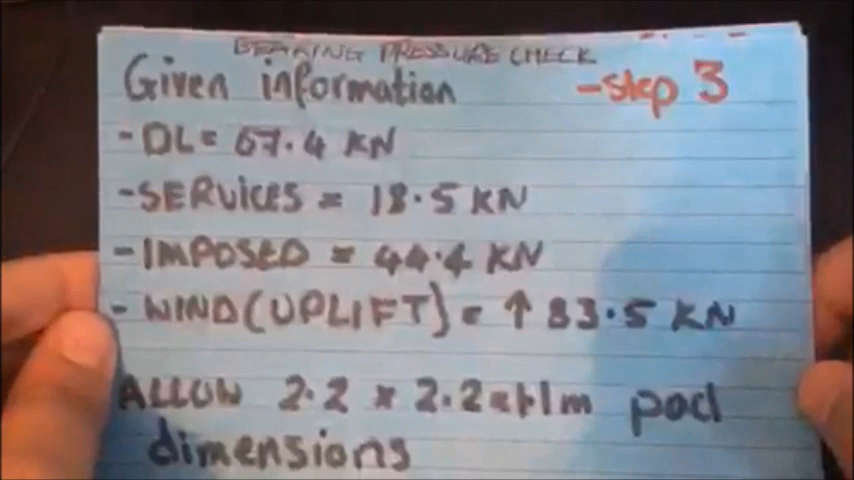 BEARING PRESSURE CHECK
Given information -step 3
-DL= 67.4 KN
-SERVICES = 18.5 KN
-IMPOSED = 44.4 KN
-WIND(UPLIFT)= ↑ 83.5 KN
ALLOW 2.2 x 2.2 x 1.1m pad
dimensions